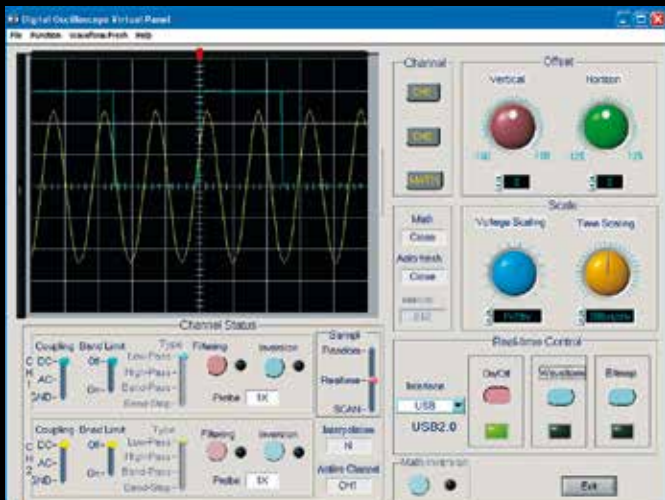 Digital Oscilloscope Virtual Panel
File Function Waveform Fresh Help
Channel
CH1
CH2
MATH
Offset
Vertical
Horizon
Math
Close
Auto fresh
Close
Scale
Voltage Scaling
Time Scaling
Channel Status
CH1
Coupling Band Limit Type Filtering Inversion
DC Off Low-Pass
AC High-Pass
GND On Band-Pass
Band-Stop
Probe 1X
Sampl
Random
Realtime
SCAN
CH2
Coupling Band Limit Type Filtering Inversion
DC Off Low-Pass
AC High-Pass
GND On Band-Pass
Band-Stop
Probe 1X
Interpolation
Active Channel
CH1
Real-time Control
Interface
USB
USB2.0
On/Off
Waveform
Bitmap
Math Inversion
Exit